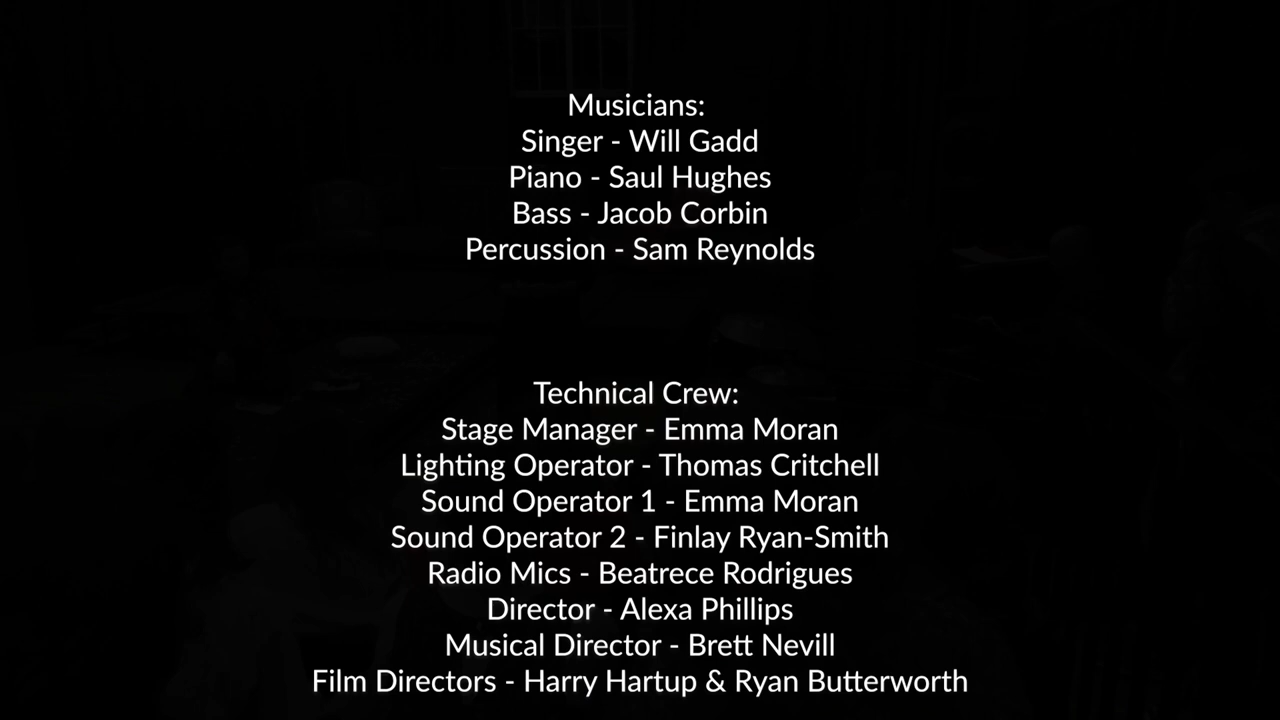 Musicians:
Singer - Will Gadd
Piano - Saul Hughes
Bass - Jacob Corbin
Percussion - Sam Reynolds
Technical Crew:
Stage Manager - Emma Moran
Lighting Operator - Thomas Critchell
Sound Operator 1 - Emma Moran
Sound Operator 2 - Finlay Ryan-Smith
Radio Mics - Beatrece Rodrigues
Director - Alexa Phillips
Musical Director - Brett Nevill
Film Directors - Harry Hartup & Ryan Butterworth